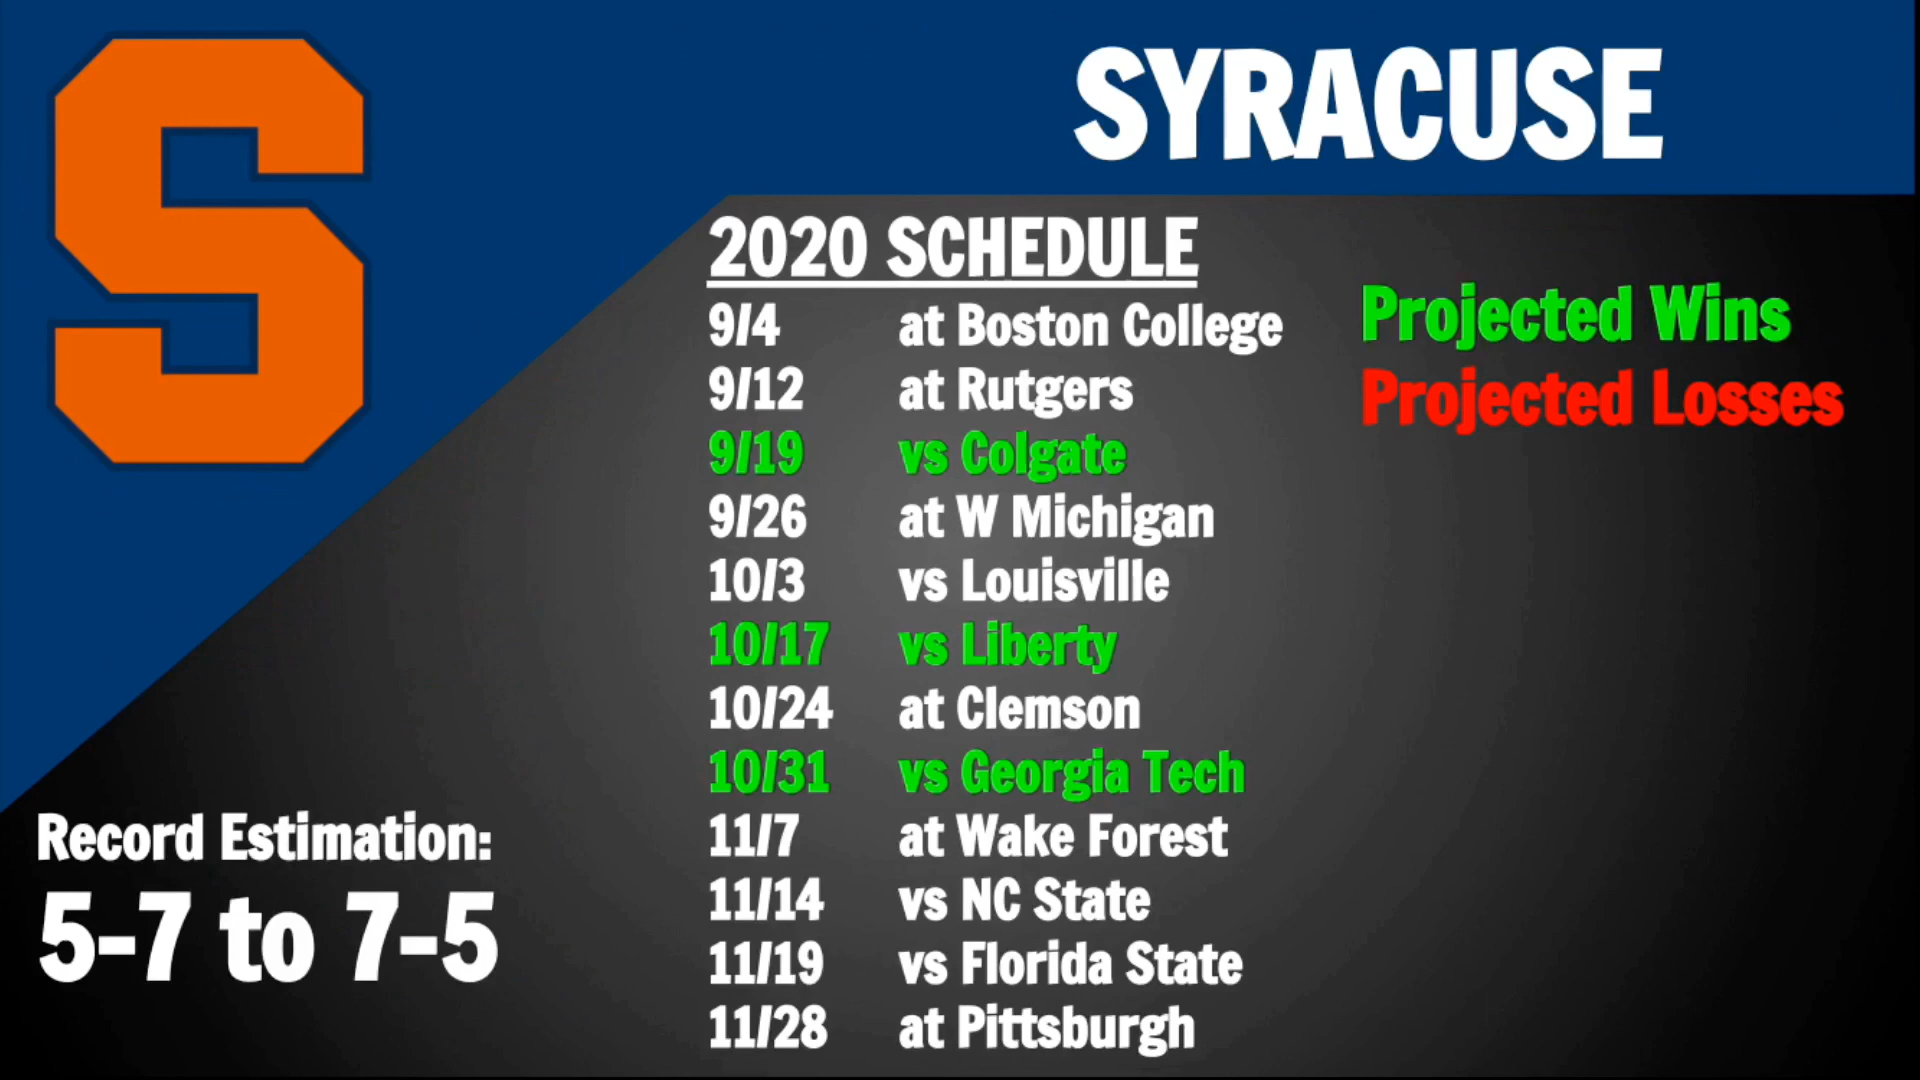 S
SYRACUSE
2020 SCHEDULE
9/4 at Boston College
9/12 at Rutgers
9/19 vs Colgate
9/26 at W Michigan
10/3 vs Louisville
10/17 vs Liberty
10/24 at Clemson
10/31 vs Georgia Tech
11/7 at Wake Forest
11/14 vs NC State
11/19 vs Florida State
11/28 at Pittsburgh
Projected Wins
Projected Losses
Record Estimation:
5-7 to 7-5